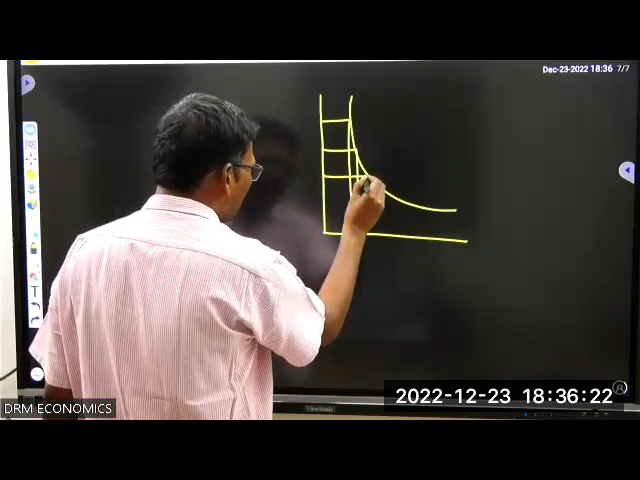 Dec-23-2022 18:36 7/7
T
2022-12-23 18:36:22
DRM ECONOMICS
ViewSonic